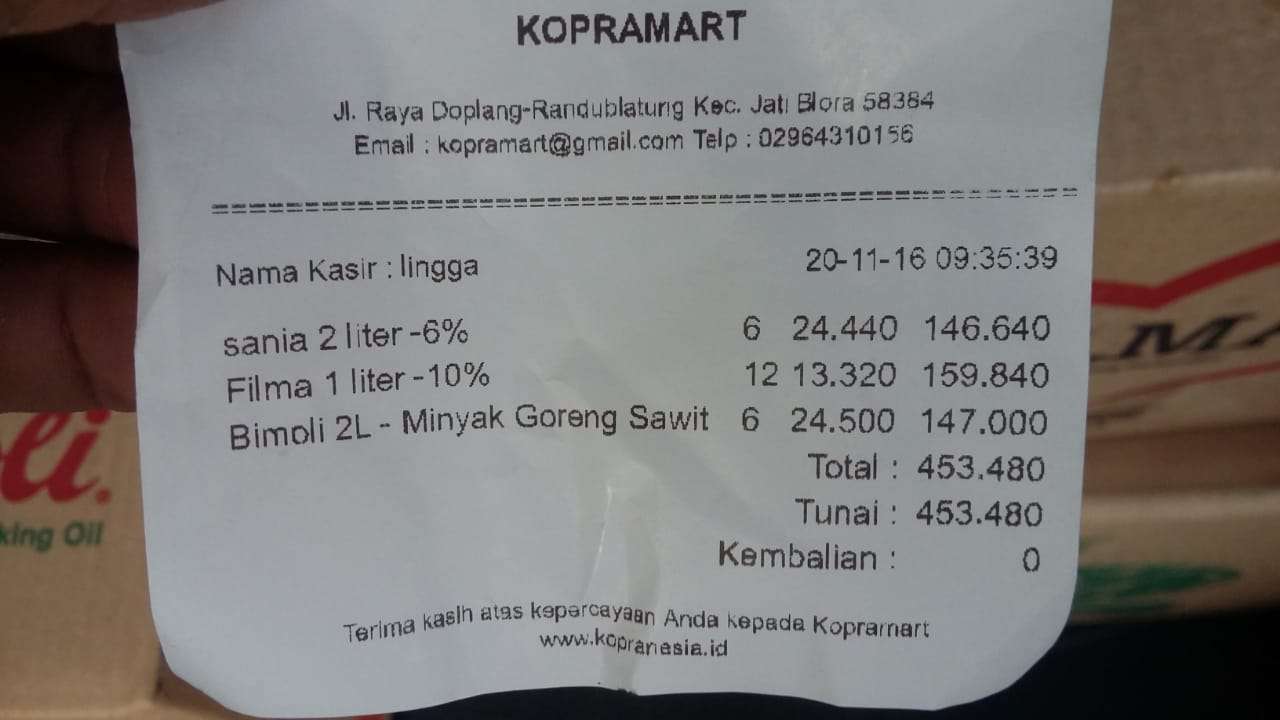 KOPRAMART
Jl. Raya Doplang-Randublatung Kec. Jati Blora 58384
Email : kopramart@gmail.com Telp : 02964310156
Nama Kasir : lingga 20-11-16 09:35:39
sania 2 liter -6% 6 24.440 146.640
Filma 1 liter -10% 12 13.320 159.840
Bimoli 2L - Minyak Goreng Sawit 6 24.500 147.000
Total : 453.480
Tunai : 453.480
Kembalian : 0
Terima kasih atas kepercayaan Anda kepada Kopramart
www.kopranesia.id
li.
king Oil
MA